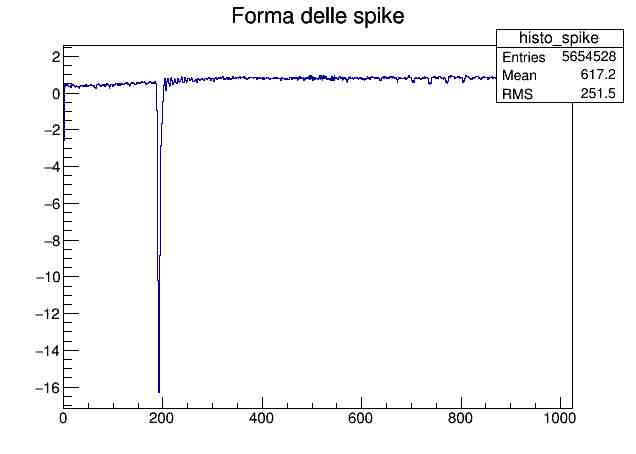 Forma delle spike
histo_spike
Entries 5654528
Mean 617.2
RMS 251.5
2
0
−2
−4
−6
−8
−10
−12
−14
−16
0 200 400 600 800 1000